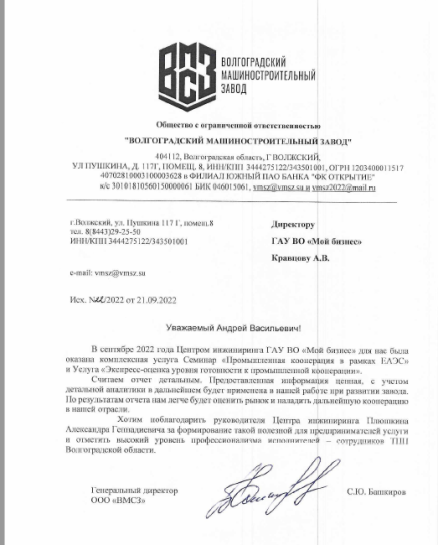 ВМСЗ
ВОЛГОГРАДСКИЙ
МАШИНОСТРОИТЕЛЬНЫЙ
ЗАВОД
Общество с ограниченной ответственностью
"ВОЛГОГРАДСКИЙ МАШИНОСТРОИТЕЛЬНЫЙ ЗАВОД"
404112, Волгоградская область, Г ВОЛЖСКИЙ,
УЛ ПУШКИНА, Д. 117Г, ПОМЕЩ, 8, ИНН/КПП 3444275122/343501001, ОГРН 1203400011517
40702810003100003628 в ФИЛИАЛ ЮЖНЫЙ ПАО БАНКА "ФК ОТКРЫТИЕ"
к/с 30101810560150000061 БИК 046015061, vmsz@vmsz.su и vmsz2022@mail.ru
г.Волжский, ул. Пушкина 117 Г, помещ.8
тел. 8(8443)29-25-50
ИНН/КПП 3444275122/343501001
e-mail: vmsz@vmsz.su
Директору
ГАУ ВО «Мой бизнес»
Кравцову А.В.
Исх. /2022 от 21.09.2022
Уважаемый Андрей Васильевич!
В сентябре 2022 года Центром инжиниринга ГАУ ВО «Мой бизнес» для нас была
оказана комплексная услуга Семинар «Промышленная кооперация в рамках ЕАЭС»
и Услуга «Экспресс-оценка уровня готовности к промышленной кооперации».
Считаем отчет детальным. Предоставленная информация ценная, с учетом
детальной аналитики в дальнейшем будет применена в нашей работе при развитии завода.
По результатам отчета нам легче будет оценить рынок и наладить дальнейшую кооперацию
в нашей отрасли.
Хотим поблагодарить руководителя Центра инжиниринга Плюшкина
Александра Геннадиевича за формирование такой полезной для предпринимателей услуги
и отметить высокий уровень профессионализма исполнителей – сотрудников ТПП
Волгоградской области.
Генеральный директор
ООО «ВМСЗ»
С.Ю. Башкиров